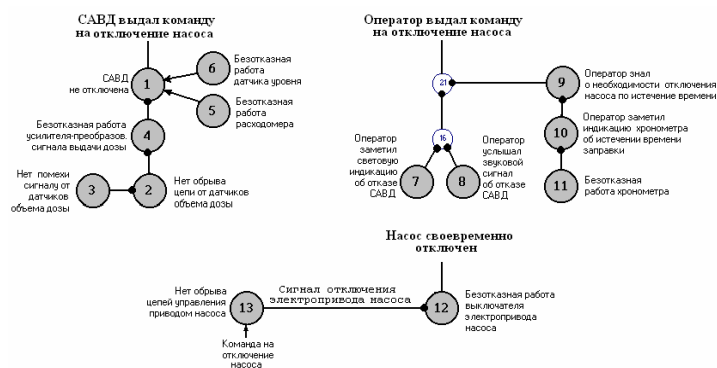 САВД выдал команду
на отключение насоса
6
Безотказная
работа
датчика уровня
САВД
не отключена
1
5
Безотказная
работа
расходомера
Безотказная работа
усилителя-преобразов.
сигнала выдачи дозы
4
Нет помехи
сигналу от
датчиков
объема дозы
3
2
Нет обрыва
цепи от датчиков
объема дозы
Оператор выдал команду
на отключение насоса
21
9
Оператор знал
о необходимости отключения
насоса по истечение времени
16
10
Оператор заметил
индикацию хронометра
об истечении времени
заправки
Оператор
заметил
световую
индикацию
об отказе
САВД
7
8
Оператор
услышал
звуковой
сигнал
об отказе
САВД
11
Безотказная
работа хронометра
Насос своевременно
отключен
Нет обрыва
цепей управления
приводом насоса
13
Сигнал отключения
электропривода насоса
12
Безотказная работа
выключателя
электропривода
насоса
Команда на
отключение
насоса